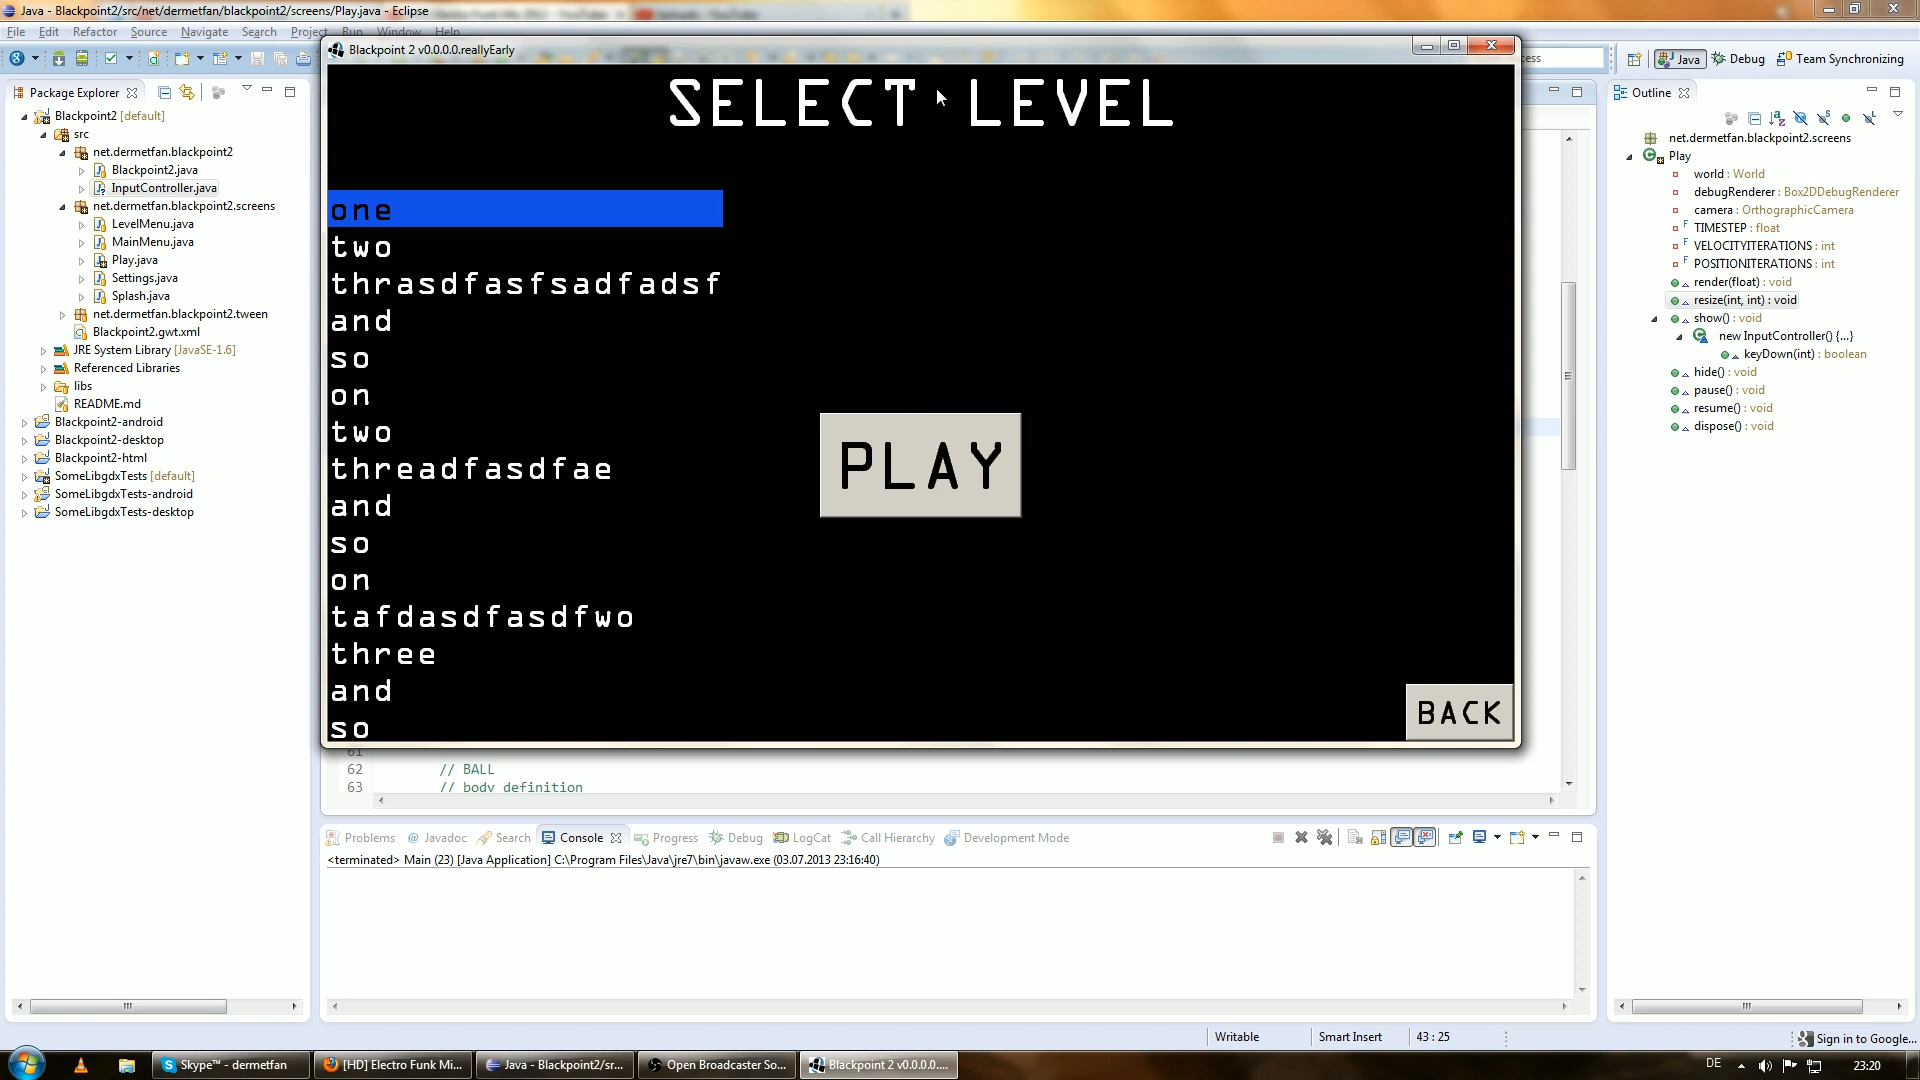 Java - Blackpoint2/src/net/dermetfan/blackpoint2/screens/Play.java - Eclipse
File Edit Refactor Source Navigate Search Project Run Window Help
Blackpoint 2 v0.0.0.0.reallyEarly
Java Debug Team Synchronizing
Package Explorer
Blackpoint2 [default]
src
net.dermetfan.blackpoint2
Blackpoint2.java
InputController.java
net.dermetfan.blackpoint2.screens
LevelMenu.java
MainMenu.java
Play.java
Settings.java
Splash.java
net.dermetfan.blackpoint2.tween
Blackpoint2.gwt.xml
JRE System Library [JavaSE-1.6]
Referenced Libraries
libs
README.md
Blackpoint2-android
Blackpoint2-desktop
Blackpoint2-html
SomeLibgdxTests [default]
SomeLibgdxTests-android
SomeLibgdxTests-desktop
SELECT LEVEL
one
two
thrasdfasfsadfadsf
and
so
on
two
threadfasdfae
and
so
on
tafdasdfasdfwo
three
and
so
PLAY
BACK
Outline
net.dermetfan.blackpoint2.screens
Play
world : World
debugRenderer : Box2DDebugRenderer
camera : OrthographicCamera
TIMESTEP : float
VELOCITYITERATIONS : int
POSITIONITERATIONS : int
render(float) : void
resize(int, int) : void
show() : void
new InputController() {...}
keyDown(int) : boolean
hide() : void
pause() : void
resume() : void
dispose() : void
61
62 // BALL
63 // body definition
Problems Javadoc Search Console Progress Debug LogCat Call Hierarchy Development Mode
<terminated> Main (23) [Java Application] C:\Program Files\Java\jre7\bin\javaw.exe (03.07.2013 23:16:40)
Writable Smart Insert 43 : 25 Sign in to Google...
Skype™ - dermetfan [HD] Electro Funk Mi... Java - Blackpoint2/sr... Open Broadcaster So... Blackpoint 2 v0.0.0.0.... DE 23:20